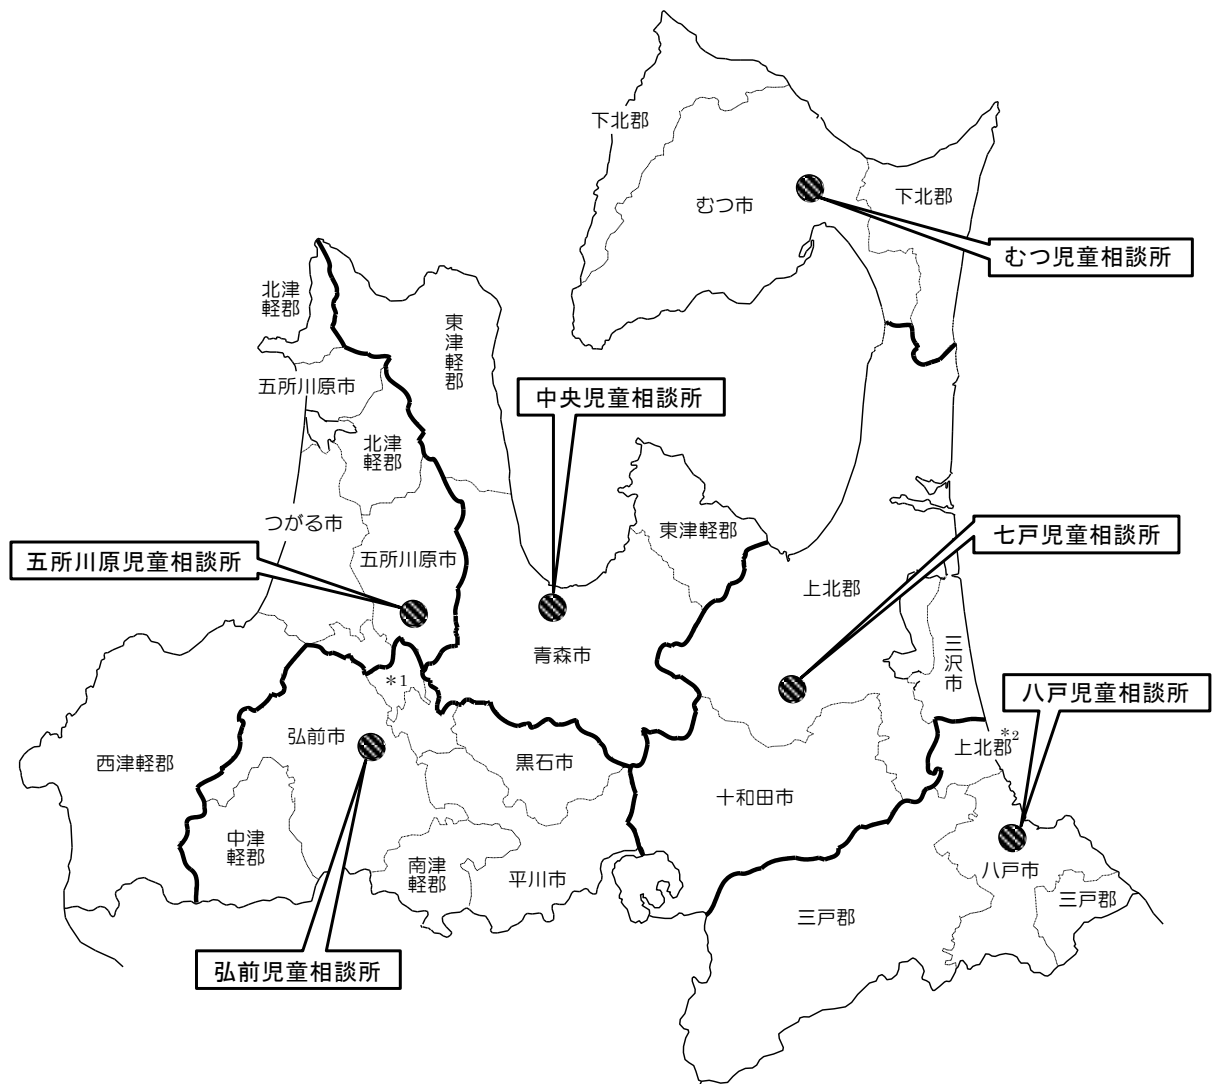 下北郡
下北郡
むつ市
むつ児童相談所
北津
軽郡
東
津
軽
郡
五所川原市
中央児童相談所
北津
軽郡
つがる市
東津軽郡
七戸児童相談所
五所川原児童相談所
五所川原市
上北郡
青森市
三
沢
市
*1
八戸児童相談所
弘前市
上北郡*2
西津軽郡
黒石市
十和田市
中津
軽郡
南津
軽郡
平川市
八戸市
三戸郡
三戸郡
弘前児童相談所